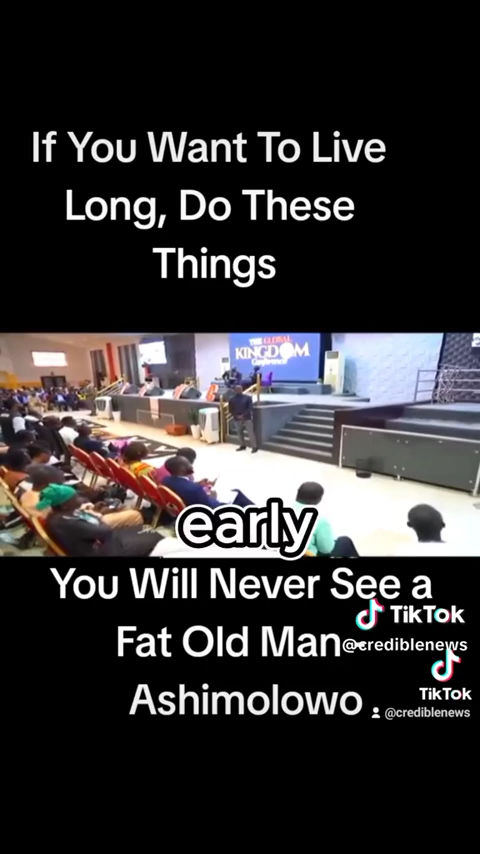 If You Want To Live
Long, Do These
Things
THE GLOBAL
KINGDOM
Conference
early
You Will Never See a
Fat Old Man-
Ashimolowo
TikTok
@crediblenews
TikTok
@crediblenews